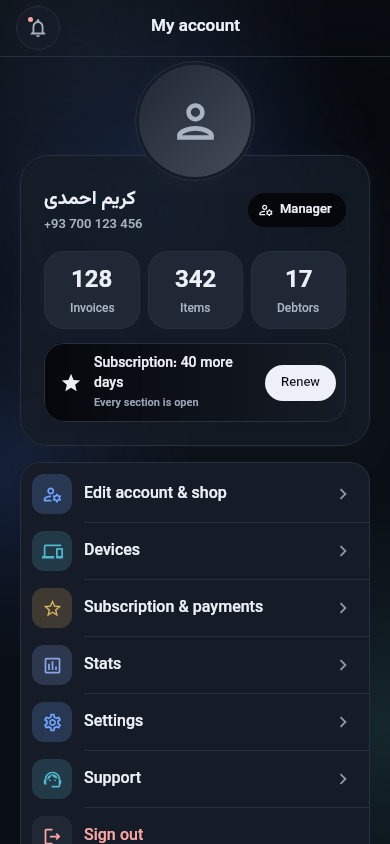 My account
کریم احمدی
+93 700 123 456
Manager
128
Invoices
342
Items
17
Debtors
Subscription: 40 more
days
Every section is open
Renew
Edit account & shop
Devices
Subscription & payments
Stats
Settings
Support
Sign out